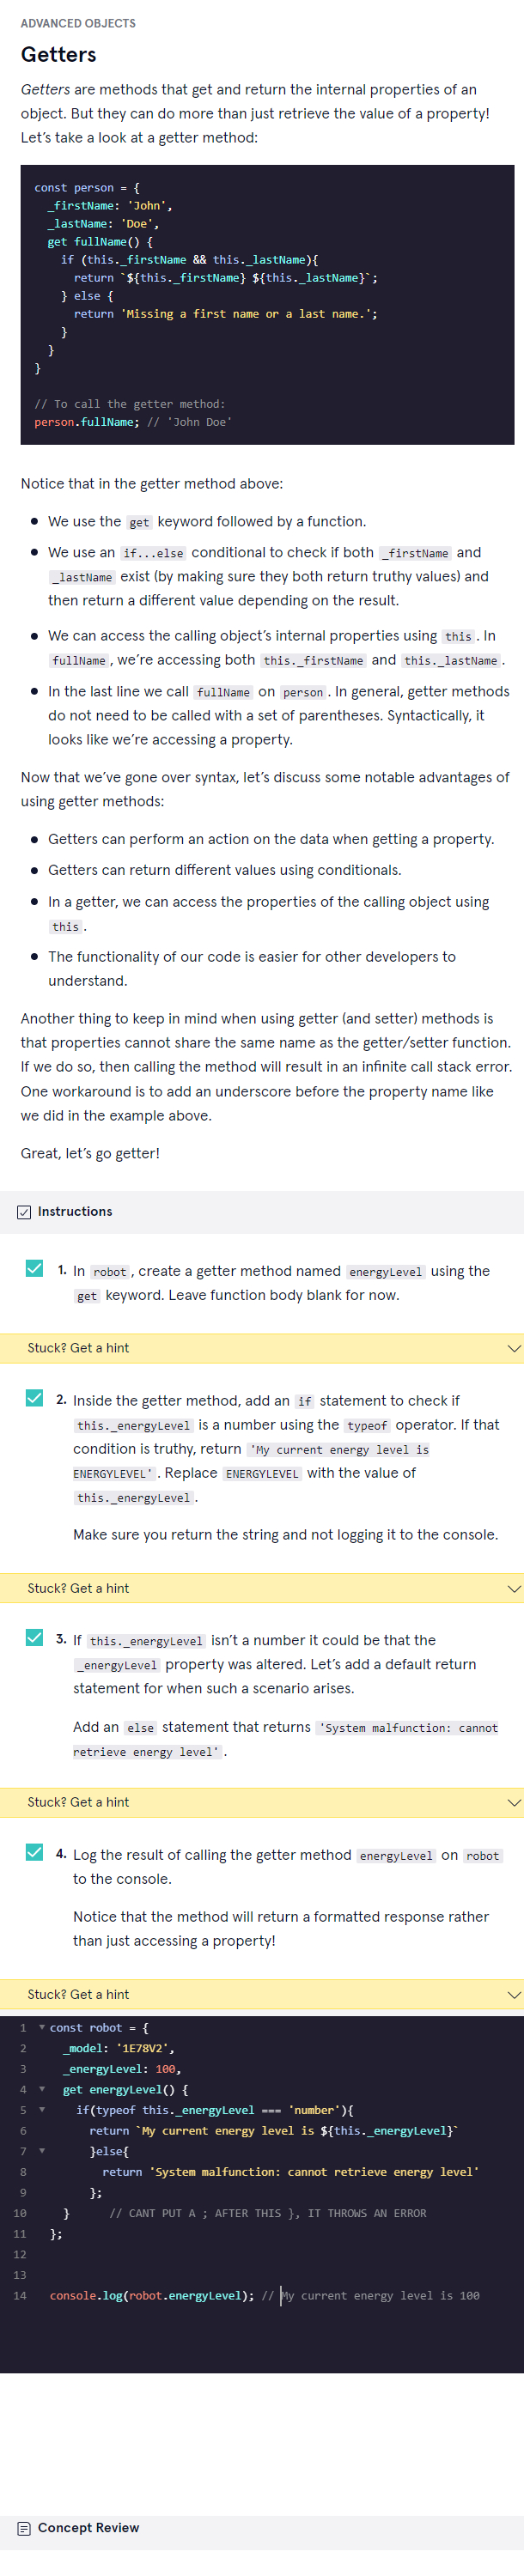 ADVANCED OBJECTS
Getters
Getters are methods that get and return the internal properties of an
object. But they can do more than just retrieve the value of a property!
Let’s take a look at a getter method:
const person = {
  _firstName: 'John',
  _lastName: 'Doe',
  get fullName() {
    if (this._firstName && this._lastName){
      return `${this._firstName} ${this._lastName}`;
    } else {
      return 'Missing a first name or a last name.';
    }
  }
}
// To call the getter method:
person.fullName; // 'John Doe'
Notice that in the getter method above:
• We use the get keyword followed by a function.
• We use an if...else conditional to check if both _firstName and
_lastName exist (by making sure they both return truthy values) and
then return a different value depending on the result.
• We can access the calling object’s internal properties using this. In
fullName, we’re accessing both this._firstName and this._lastName.
• In the last line we call fullName on person. In general, getter methods
do not need to be called with a set of parentheses. Syntactically, it
looks like we’re accessing a property.
Now that we’ve gone over syntax, let’s discuss some notable advantages of
using getter methods:
• Getters can perform an action on the data when getting a property.
• Getters can return different values using conditionals.
• In a getter, we can access the properties of the calling object using
this.
• The functionality of our code is easier for other developers to
understand.
Another thing to keep in mind when using getter (and setter) methods is
that properties cannot share the same name as the getter/setter function.
If we do so, then calling the method will result in an infinite call stack error.
One workaround is to add an underscore before the property name like
we did in the example above.
Great, let’s go getter!
Instructions
1. In robot, create a getter method named energyLevel using the
get keyword. Leave function body blank for now.
Stuck? Get a hint
2. Inside the getter method, add an if statement to check if
this._energyLevel is a number using the typeof operator. If that
condition is truthy, return 'My current energy level is
ENERGYLEVEL'. Replace ENERGYLEVEL with the value of
this._energyLevel.
Make sure you return the string and not logging it to the console.
Stuck? Get a hint
3. If this._energyLevel isn’t a number it could be that the
_energyLevel property was altered. Let’s add a default return
statement for when such a scenario arises.
Add an else statement that returns 'System malfunction: cannot
retrieve energy level'.
Stuck? Get a hint
4. Log the result of calling the getter method energyLevel on robot
to the console.
Notice that the method will return a formatted response rather
than just accessing a property!
Stuck? Get a hint
1 const robot = {
2   _model: '1E78V2',
3   _energyLevel: 100,
4   get energyLevel() {
5     if(typeof this._energyLevel === 'number'){
6       return `My current energy level is ${this._energyLevel}`
7       }else{
8         return 'System malfunction: cannot retrieve energy level'
9       };
10   }      // CANT PUT A ; AFTER THIS }, IT THROWS AN ERROR
11 };
12
13
14 console.log(robot.energyLevel); // My current energy level is 100
Concept Review